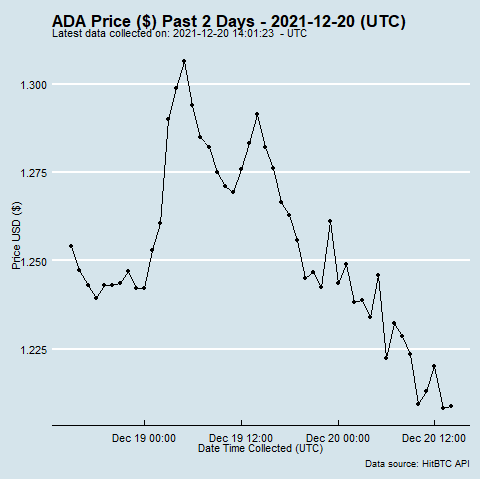 ADA Price ($) Past 2 Days - 2021-12-20 (UTC)
Latest data collected on: 2021-12-20 14:01:23 - UTC
1.300
1.275
1.250
1.225
Price USD ($)
Dec 19 00:00
Dec 19 12:00
Dec 20 00:00
Dec 20 12:00
Date Time Collected (UTC)
Data source: HitBTC API